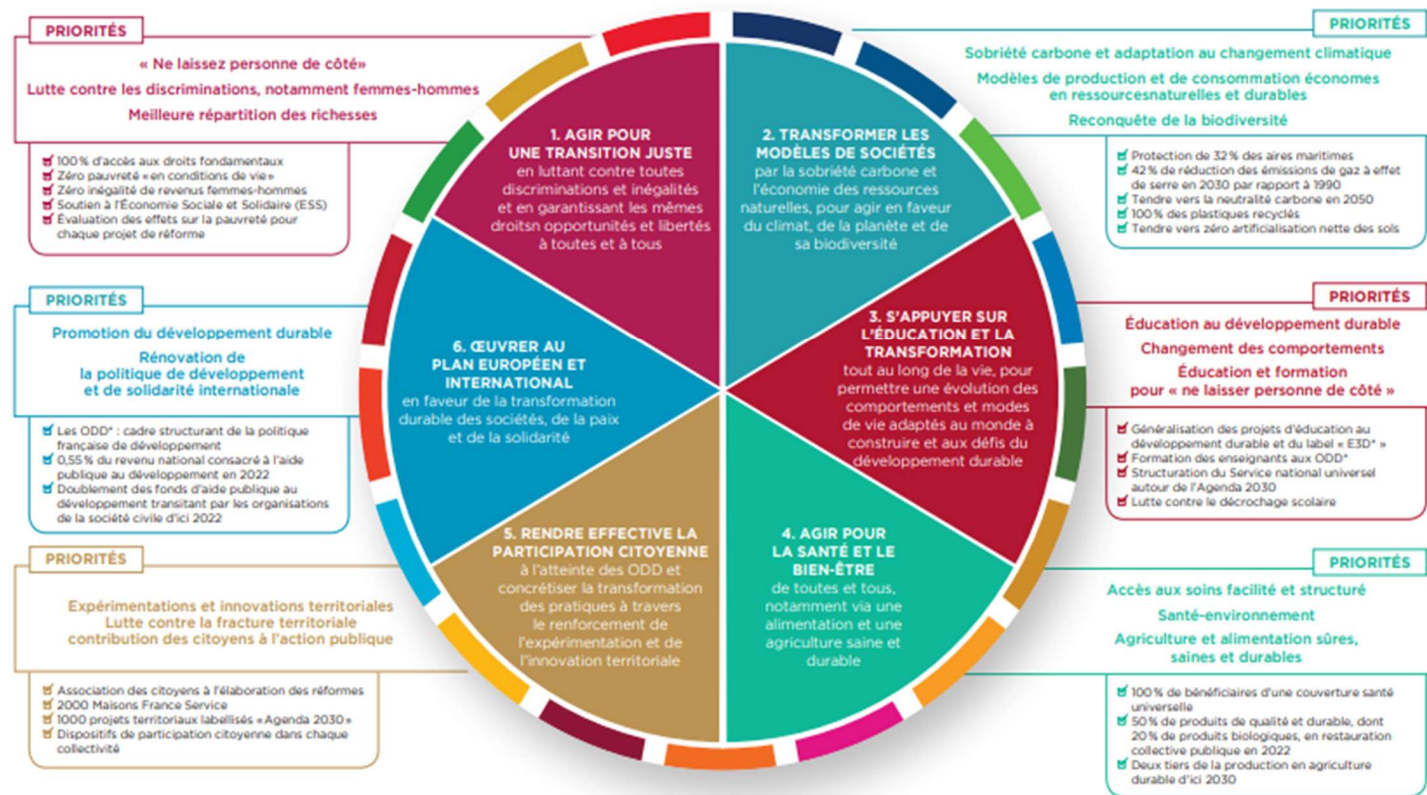 PRIORITÉS
« Ne laissez personne de côté»
Lutte contre les discriminations, notamment femmes-hommes
Meilleure répartition des richesses
100% d'accès aux droits fondamentaux
Zéro pauvreté «en conditions de vie»
Zéro inégalité de revenus femmes-hommes
Soutien à l'Économie Sociale et Solidaire (ESS)
Évaluation des effets sur la pauvreté pour
chaque projet de réforme
1. AGIR POUR
UNE TRANSITION JUSTE
en luttant contre toutes
discriminations et inégalités
et en garantissant les mêmes
droitsn opportunités et libertés
à toutes et à tous
2. TRANSFORMER LES
MODÈLES DE SOCIÉTÉS
par la sobriété carbone et
l'économie des ressources
naturelles, pour agir en faveur
du climat, de la planète et de
sa biodiversité
PRIORITÉS
Sobriété carbone et adaptation au changement climatique
Modèles de production et de consommation économes
en ressourcesnaturelles et durables
Reconquête de la biodiversité
Protection de 32% des aires maritimes
42% de réduction des émissions de gaz à effet
de serre en 2030 par rapport à 1990
Tendre vers la neutralité carbone en 2050
100% des plastiques recyclés
Tendre vers zéro artificialisation nette des sols
PRIORITÉS
Promotion du développement durable
Rénovation de
la politique de développement
et de solidarité internationale
Les ODD* : cadre structurant de la politique
française de développement
0,55% du revenu national consacré à l'aide
publique au développement en 2022
Doublement des fonds d'aide publique au
développement transitant par les organisations
de la société civile d'ici 2022
6. ŒUVRER AU
PLAN EUROPÉEN ET
INTERNATIONAL
en faveur de la transformation
durable des sociétés, de la paix
et de la solidarité
3. S'APPUYER SUR
L'ÉDUCATION ET LA
TRANSFORMATION
tout au long de la vie, pour
permettre une évolution des
comportements et modes
de vie adaptés au monde à
construire et aux défis du
développement durable
PRIORITÉS
Éducation au développement durable
Changement des comportements
Éducation et formation
pour « ne laisser personne de côté »
Généralisation des projets d'éducation au
développement durable et du label « E3D* »
Formation des enseignants aux ODD*
Structuration du Service national universel
autour de l'Agenda 2030
Lutte contre le décrochage scolaire
PRIORITÉS
Expérimentations et innovations territoriales
Lutte contre la fracture territoriale
contribution des citoyens à l'action publique
Association des citoyens à l'élaboration des réformes
2000 Maisons France Service
1000 projets territoriaux labellisés «Agenda 2030»
Dispositifs de participation citoyenne dans chaque
collectivité
5. RENDRE EFFECTIVE LA
PARTICIPATION CITOYENNE
à l'atteinte des ODD et
concrétiser la transformation
des pratiques à travers
le renforcement de
l'expérimentation et de
l'innovation territoriale
4. AGIR POUR
LA SANTÉ ET LE
BIEN-ÊTRE
de toutes et tous,
notamment via une
alimentation et une
agriculture saine et
durable
PRIORITÉS
Accès aux soins facilité et structuré
Santé-environnement
Agriculture et alimentation sûres,
saines et durables
100% de bénéficiaires d'une couverture santé
universelle
50% de produits de qualité et durable, dont
20% de produits biologiques, en restauration
collective publique en 2022
Deux tiers de la production en agriculture
durable d'ici 2030